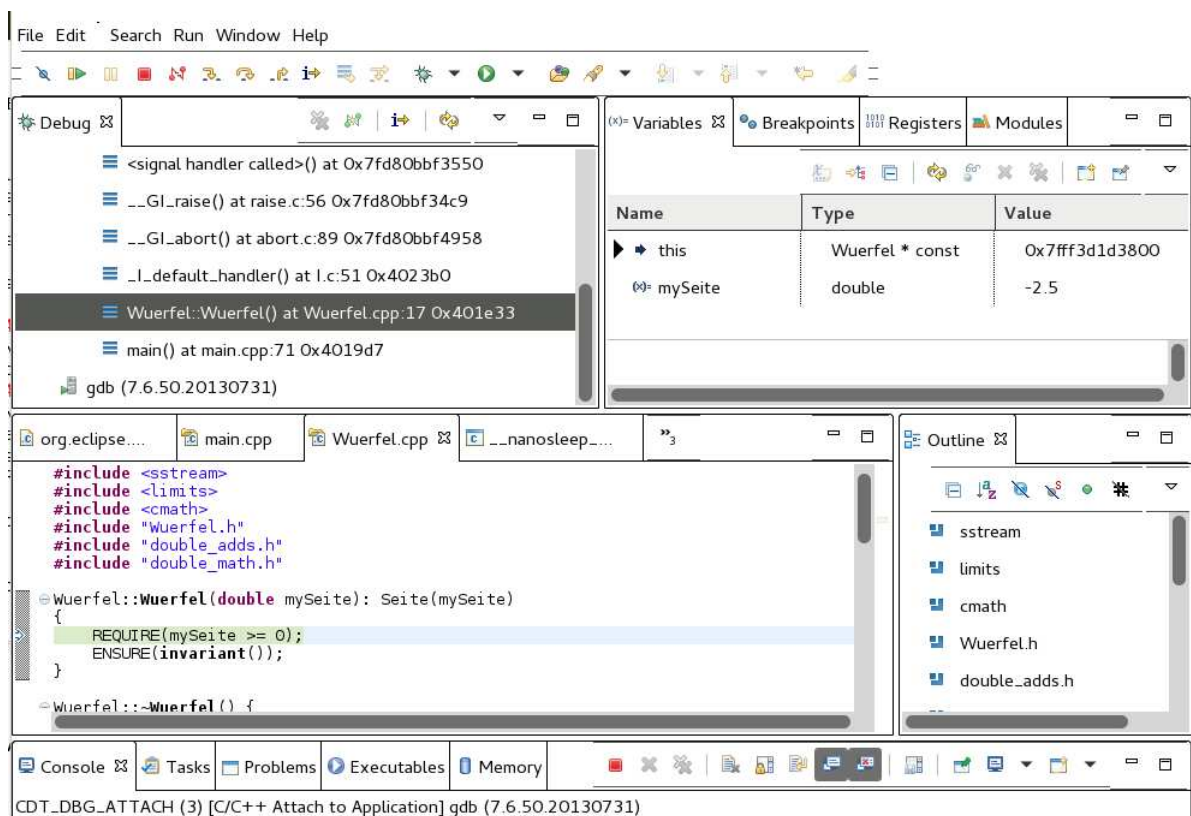 File Edit Search Run Window Help
Debug
<signal handler called>() at 0x7fd80bbf3550
__GI_raise() at raise.c:56 0x7fd80bbf34c9
__GI_abort() at abort.c:89 0x7fd80bbf4958
_I_default_handler() at I.c:51 0x4023b0
Wuerfel::Wuerfel() at Wuerfel.cpp:17 0x401e33
main() at main.cpp:71 0x4019d7
gdb (7.6.50.20130731)
(x)= Variables Breakpoints Registers Modules
Name Type Value
this Wuerfel * const 0x7fff3d1d3800
(x)= mySeite double -2.5
org.eclipse.... main.cpp Wuerfel.cpp __nanosleep_... »3
#include <sstream>
#include <limits>
#include <cmath>
#include "Wuerfel.h"
#include "double_adds.h"
#include "double_math.h"
Wuerfel::Wuerfel(double mySeite): Seite(mySeite)
{
REQUIRE(mySeite >= 0);
ENSURE(invariant());
}
Wuerfel::~Wuerfel() {
Outline
sstream
limits
cmath
Wuerfel.h
double_adds.h
Console Tasks Problems Executables Memory
CDT_DBG_ATTACH (3) [C/C++ Attach to Application] gdb (7.6.50.20130731)